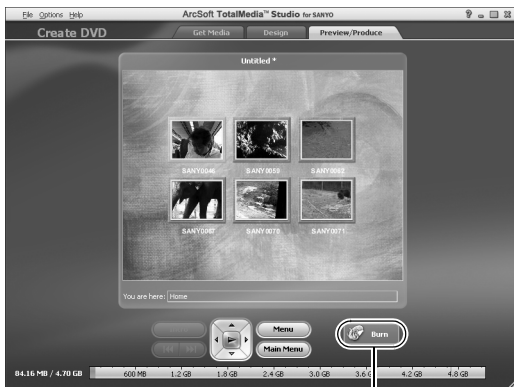 File Options Help
ArcSoft TotalMedia™ Studio for SANYO
Create DVD
Get Media
Design
Preview/Produce
Untitled *
SANY0046
SANY0059
SANY0062
SANY0067
SANY0070
SANY0071
You are here: Home
Menu
Main Menu
Burn
84.16 MB / 4.70 GB
600 MB 1.2 GB 1.8 GB 2.4 GB 3.0 GB 3.6 4.2 GB 4.8 GB